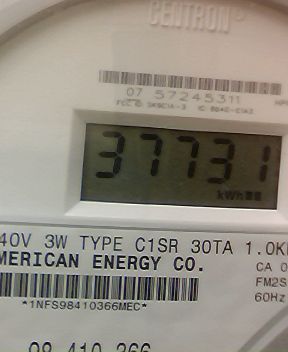 CENTRON®
07 57245311
37731
kWh
40V 3W TYPE C1SR 30TA 1.0K
MERICAN ENERGY CO.
CA 0
FM2S
60Hz
*1NFS98410366MEC*
98 410 366